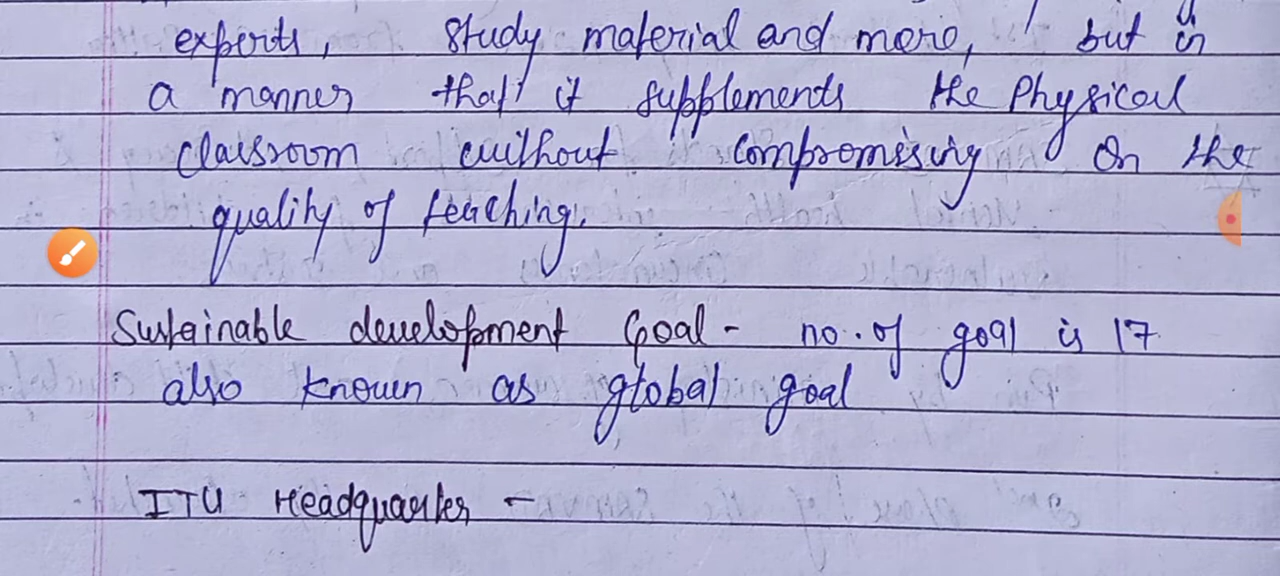 experts, study material and more, but in
a manner that it supplements the Physical
classroom without compromising on the
quality of teaching.
Sustainable development Goal - no. of goal is 17
also known as global goal
ITU Headquarter -